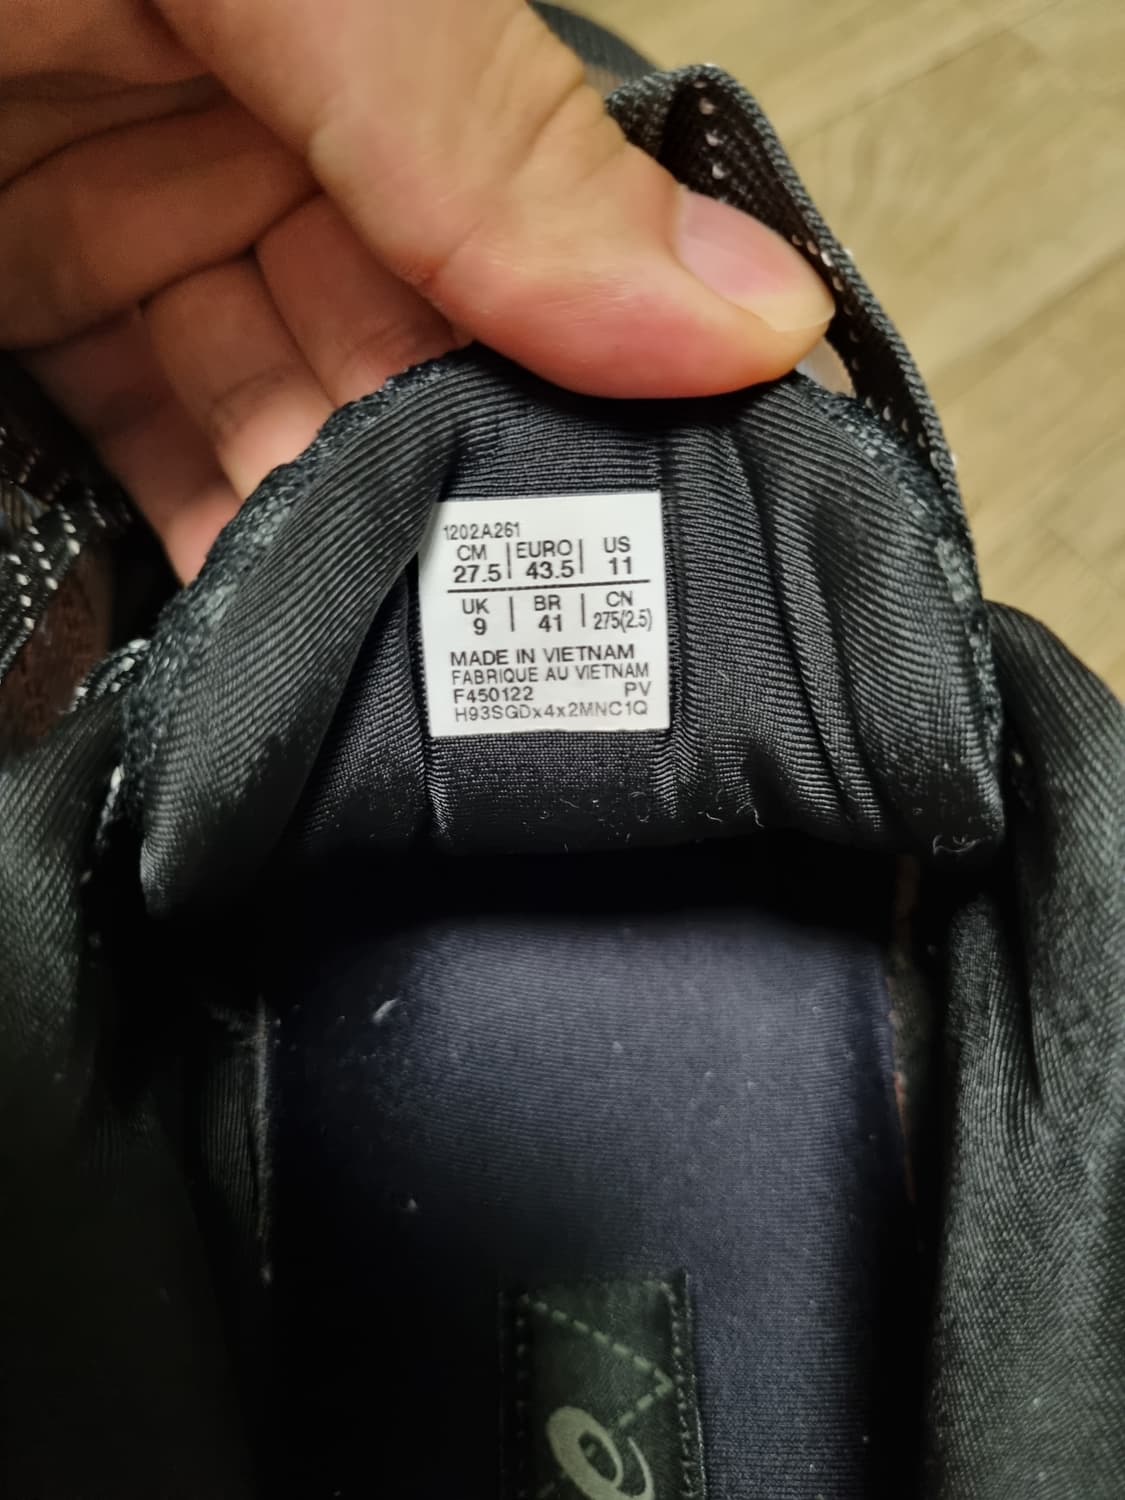 1202A261
CM | EURO | US
27.5 | 43.5 | 11
UK | BR | CN
9 | 41 | 275(2.5)
MADE IN VIETNAM
FABRIQUE AU VIETNAM
F450122 PV
H93SGDx4x2MNC1Q